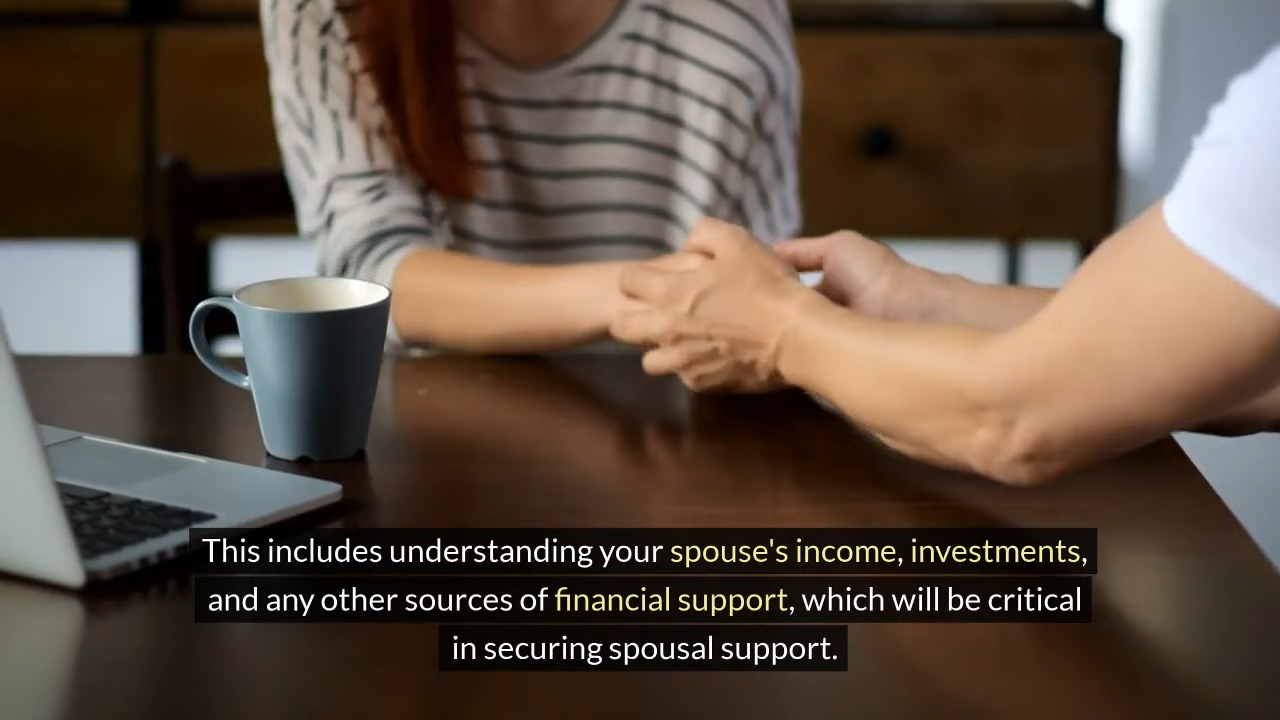 This includes understanding your spouse's income, investments,
and any other sources of financial support, which will be critical
in securing spousal support.